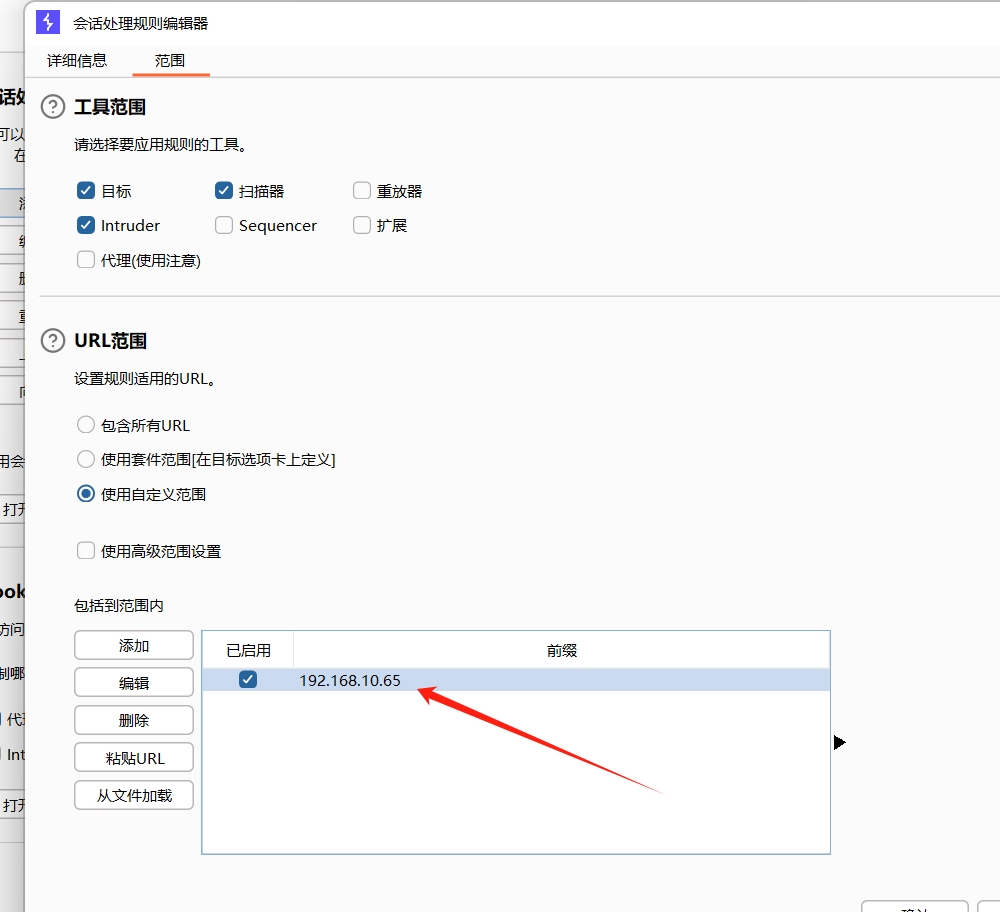 会话处理规则编辑器
详细信息 范围
工具范围
请选择要应用规则的工具。
目标 扫描器 重放器
Intruder Sequencer 扩展
代理(使用注意)
URL范围
设置规则适用的URL。
包含所有URL
使用套件范围[在目标选项卡上定义]
使用自定义范围
使用高级范围设置
包括到范围内
添加 已启用 前缀
编辑 192.168.10.65
删除
粘贴URL
从文件加载
可以
在
用会
打开
访问
制哪
代理
Int
打开